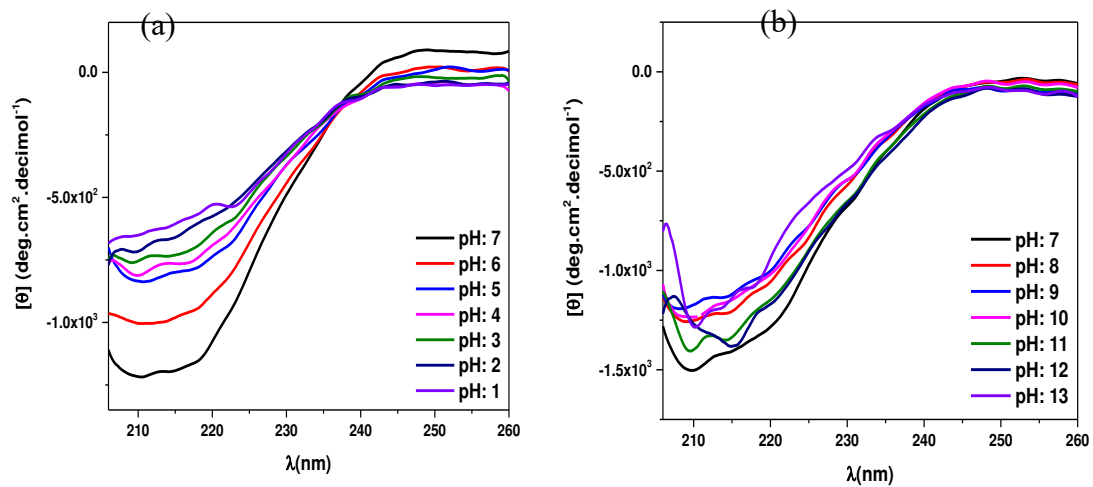 (a)
0.0
-5.0x10²
-1.0x10³
[θ] (deg.cm².decimol⁻¹)
pH: 7
pH: 6
pH: 5
pH: 4
pH: 3
pH: 2
pH: 1
210 220 230 240 250 260
λ(nm)
(b)
0.0
-5.0x10²
-1.0x10³
-1.5x10³
[θ] (deg.cm².decimol⁻¹)
pH: 7
pH: 8
pH: 9
pH: 10
pH: 11
pH: 12
pH: 13
210 220 230 240 250 260
λ(nm)